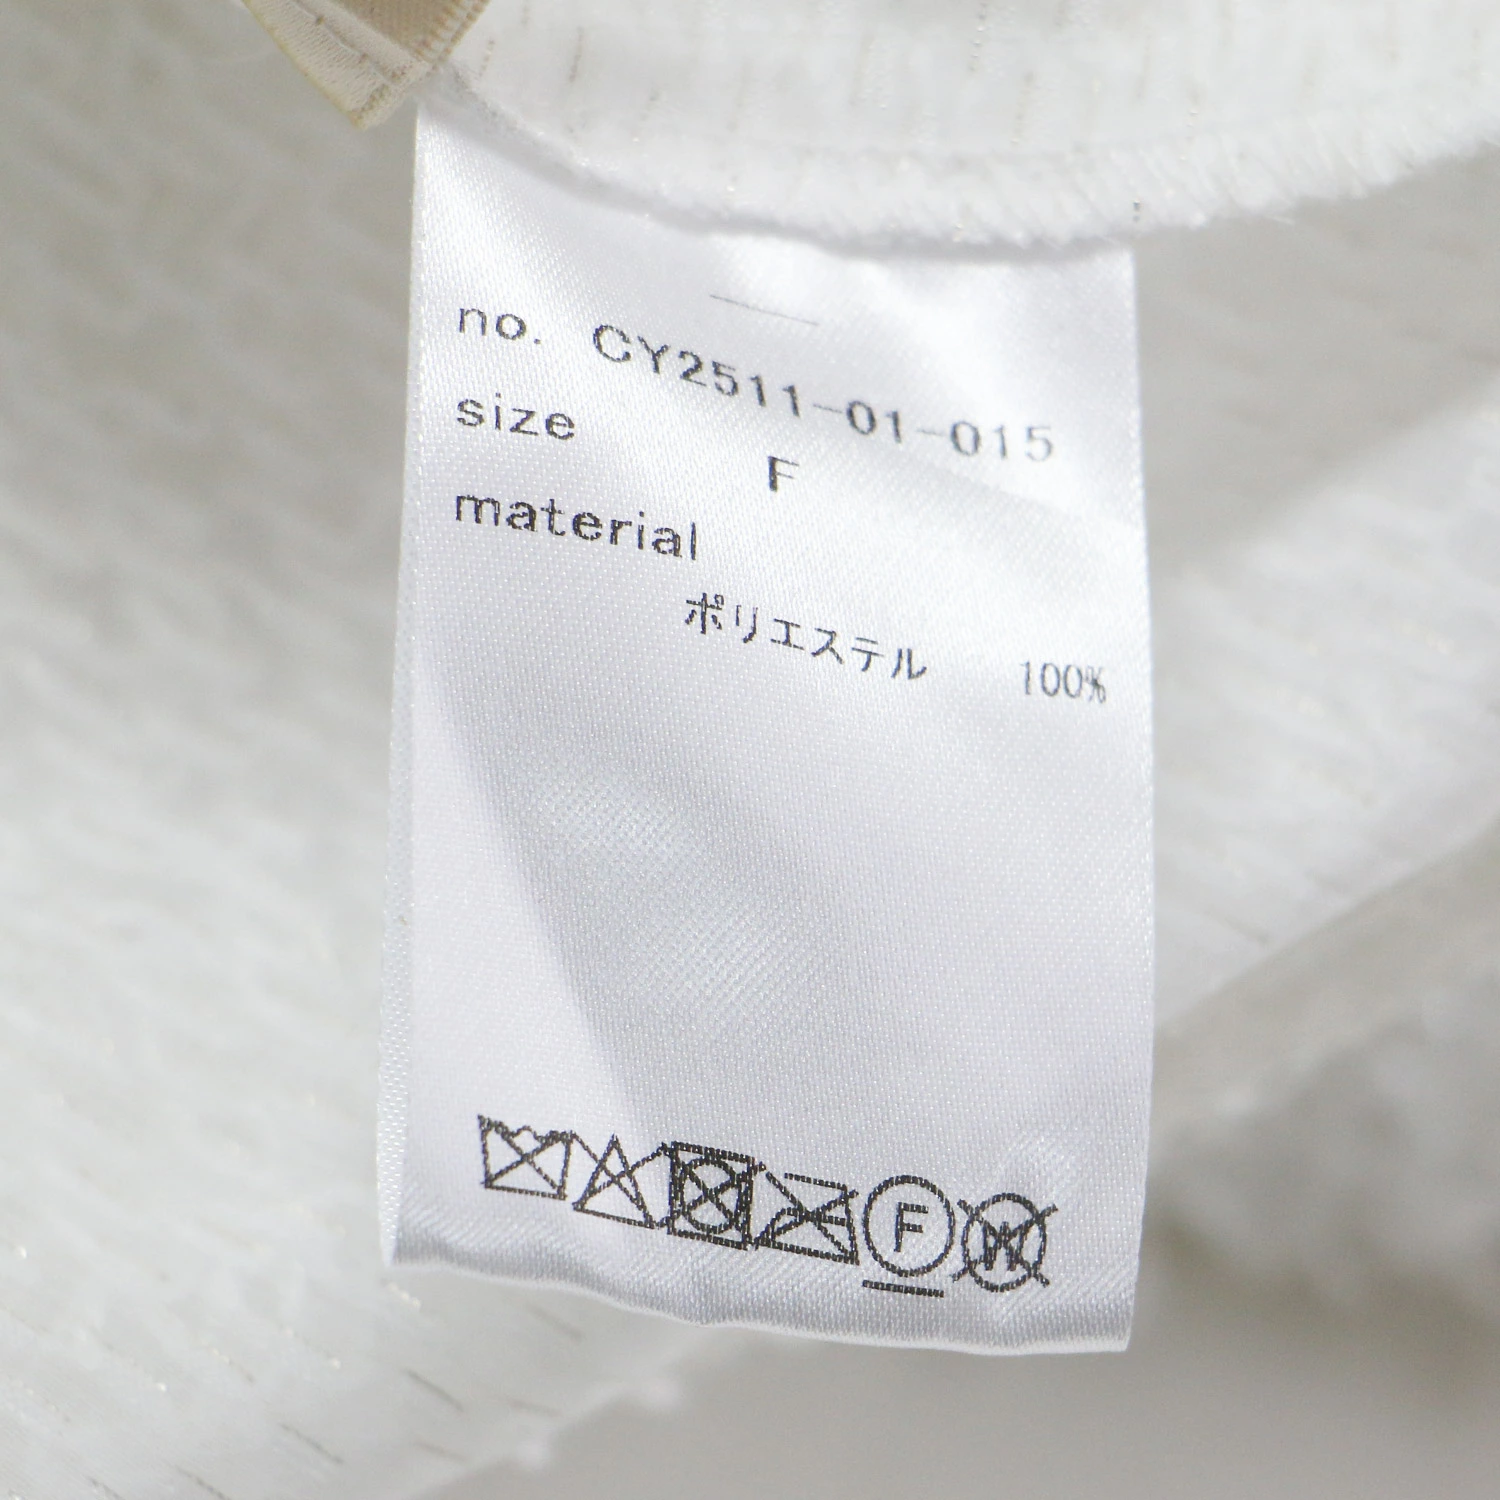 no. CY2511-01-015
size F
material
ポリエステル 100%
F
W